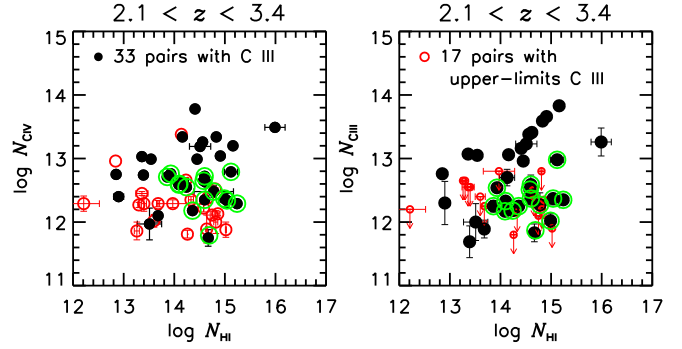 2.1 < z < 3.4
2.1 < z < 3.4
15
14
13
12
11
log N_CIV
33 pairs with C III
12 13 14 15 16 17
log N_HI
15
14
13
12
11
log N_CIII
17 pairs with
upper-limits C III
12 13 14 15 16 17
log N_HI